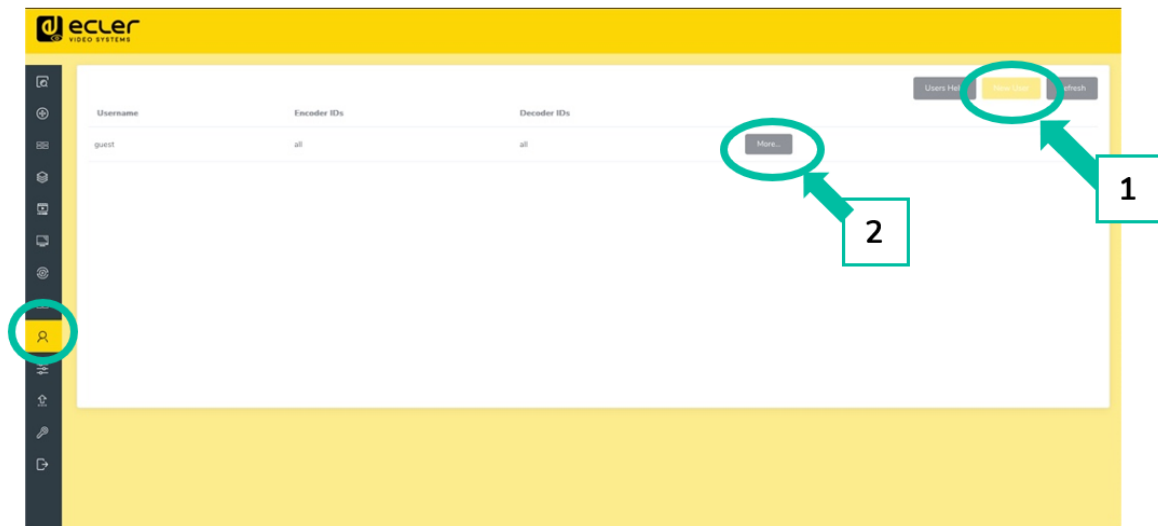 ecler
VIDEO SYSTEMS
Users Hel
New User
efresh
Username Encoder IDs Decoder IDs
guest all all More...
1
2